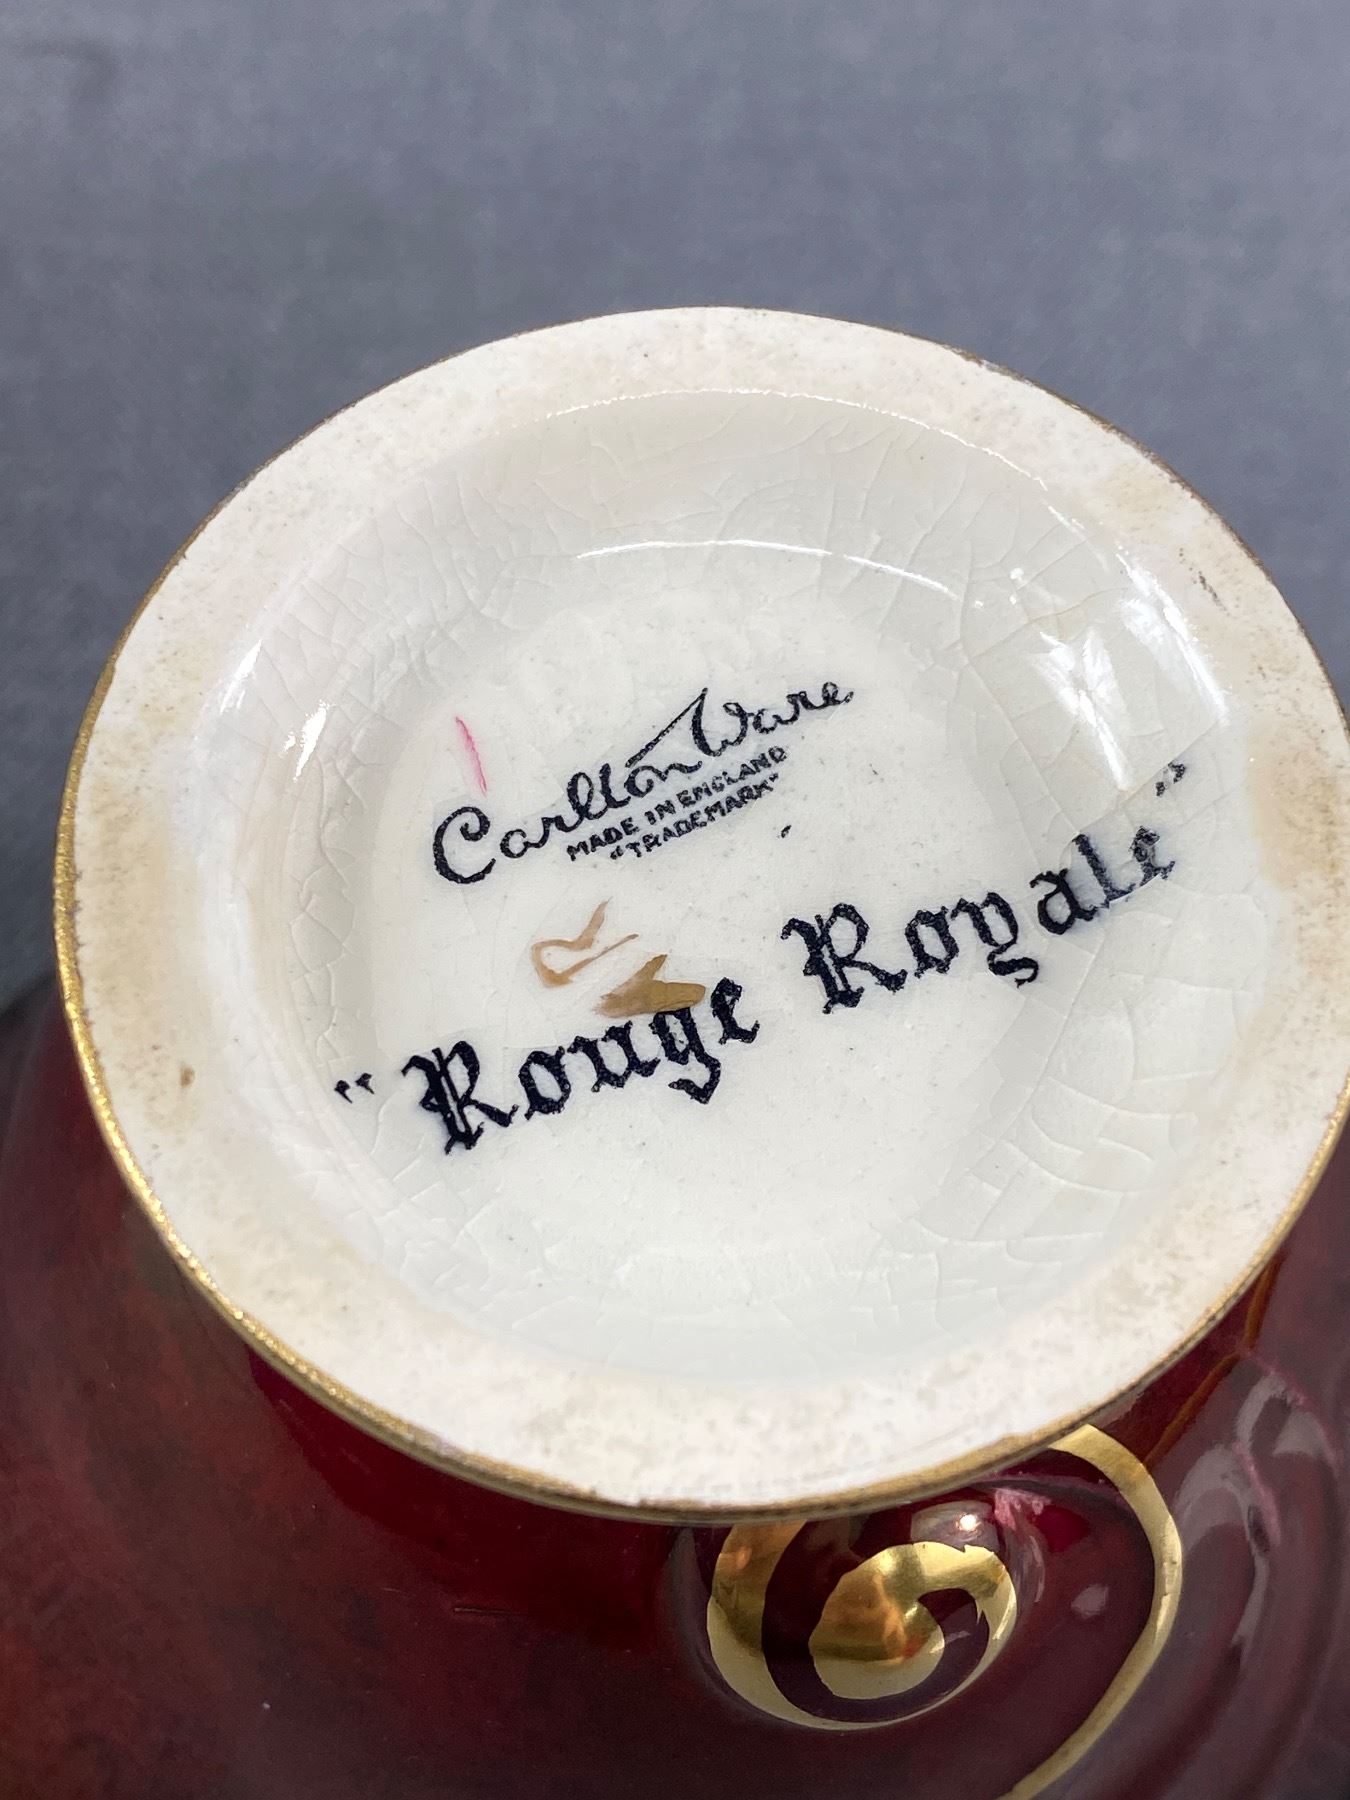 Carlton Ware
MADE IN ENGLAND
"TRADEMARK"
"Rouge Royale"